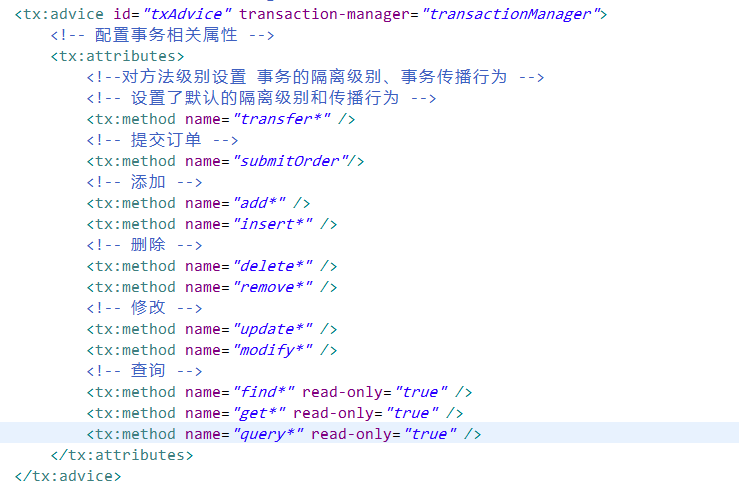 <tx:advice id="txAdvice" transaction-manager="transactionManager">
<!-- 配置事务相关属性 -->
<tx:attributes>
<!--对方法级别设置 事务的隔离级别、事务传播行为 -->
<!-- 设置了默认的隔离级别和传播行为 -->
<tx:method name="transfer*" />
<!-- 提交订单 -->
<tx:method name="submitOrder"/>
<!-- 添加 -->
<tx:method name="add*" />
<tx:method name="insert*" />
<!-- 删除 -->
<tx:method name="delete*" />
<tx:method name="remove*" />
<!-- 修改 -->
<tx:method name="update*" />
<tx:method name="modify*" />
<!-- 查询 -->
<tx:method name="find*" read-only="true" />
<tx:method name="get*" read-only="true" />
<tx:method name="query*" read-only="true" />
</tx:attributes>
</tx:advice>